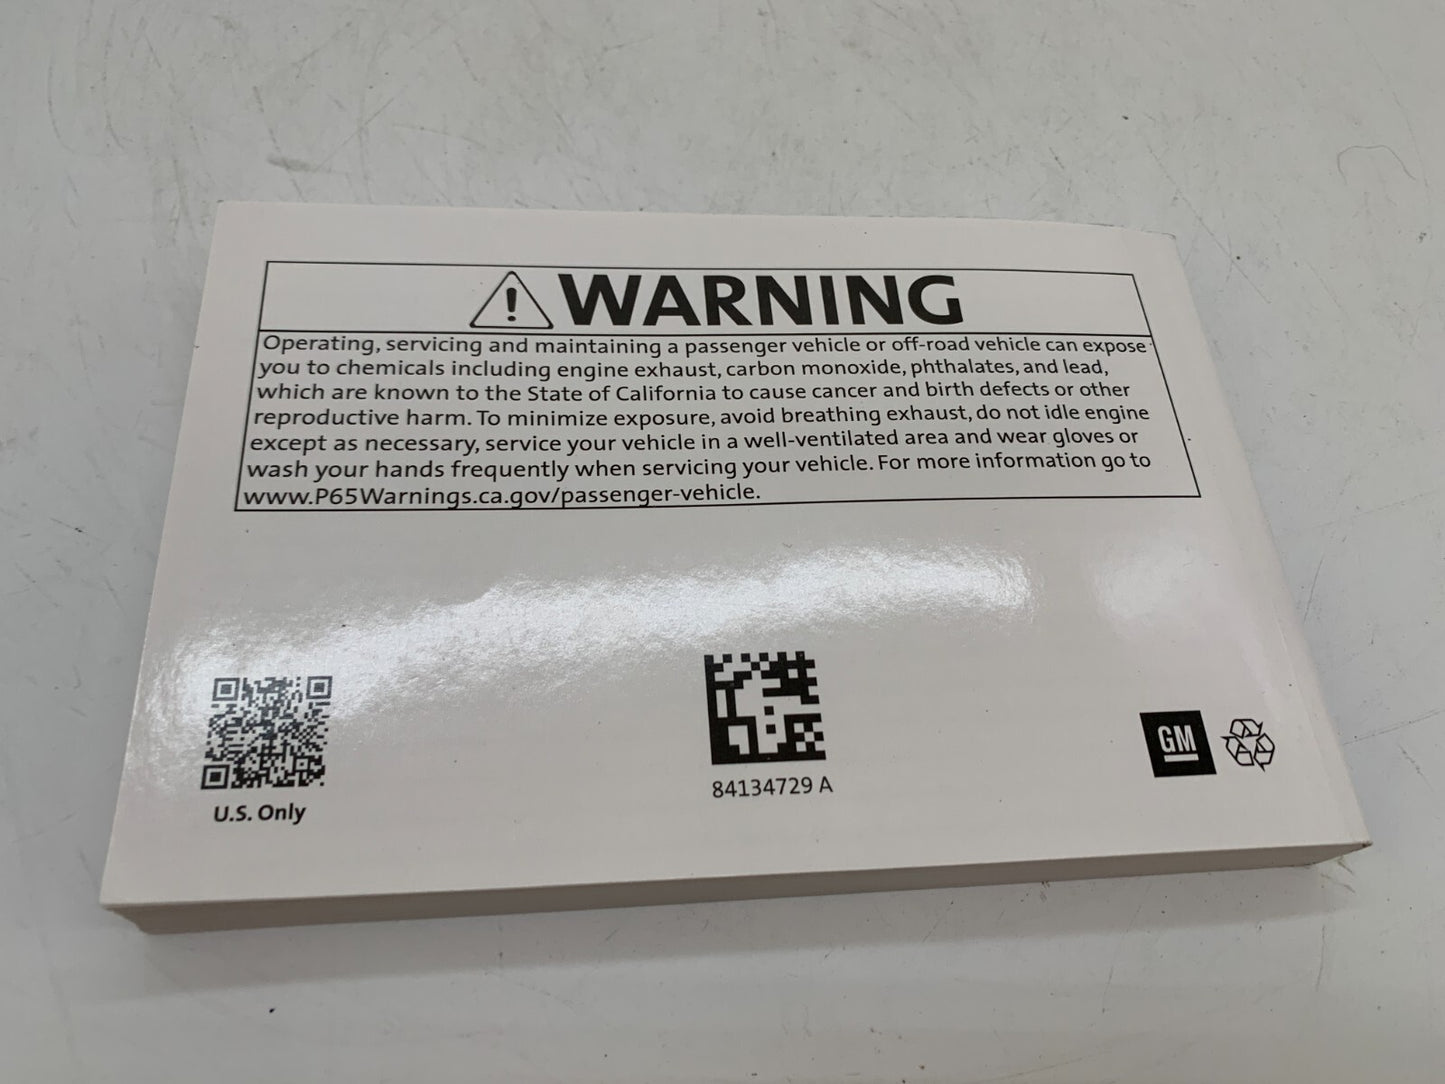 WARNING
Operating, servicing and maintaining a passenger vehicle or off-road vehicle can expose
you to chemicals including engine exhaust, carbon monoxide, phthalates, and lead,
which are known to the State of California to cause cancer and birth defects or other
reproductive harm. To minimize exposure, avoid breathing exhaust, do not idle engine
except as necessary, service your vehicle in a well-ventilated area and wear gloves or
wash your hands frequently when servicing your vehicle. For more information go to
www.P65Warnings.ca.gov/passenger-vehicle.
U.S. Only
84134729 A
GM